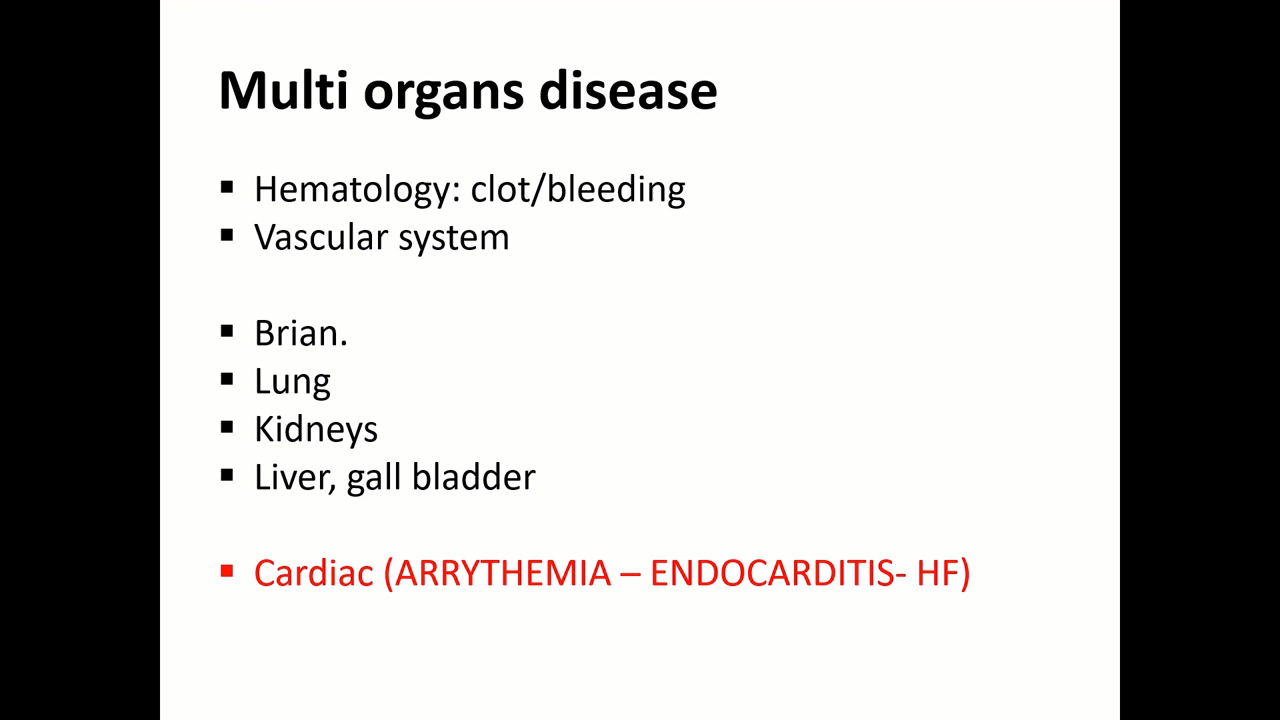 Multi organs disease
▪ Hematology: clot/bleeding
▪ Vascular system
▪ Brian.
▪ Lung
▪ Kidneys
▪ Liver, gall bladder
▪ Cardiac (ARRYTHEMIA – ENDOCARDITIS- HF)